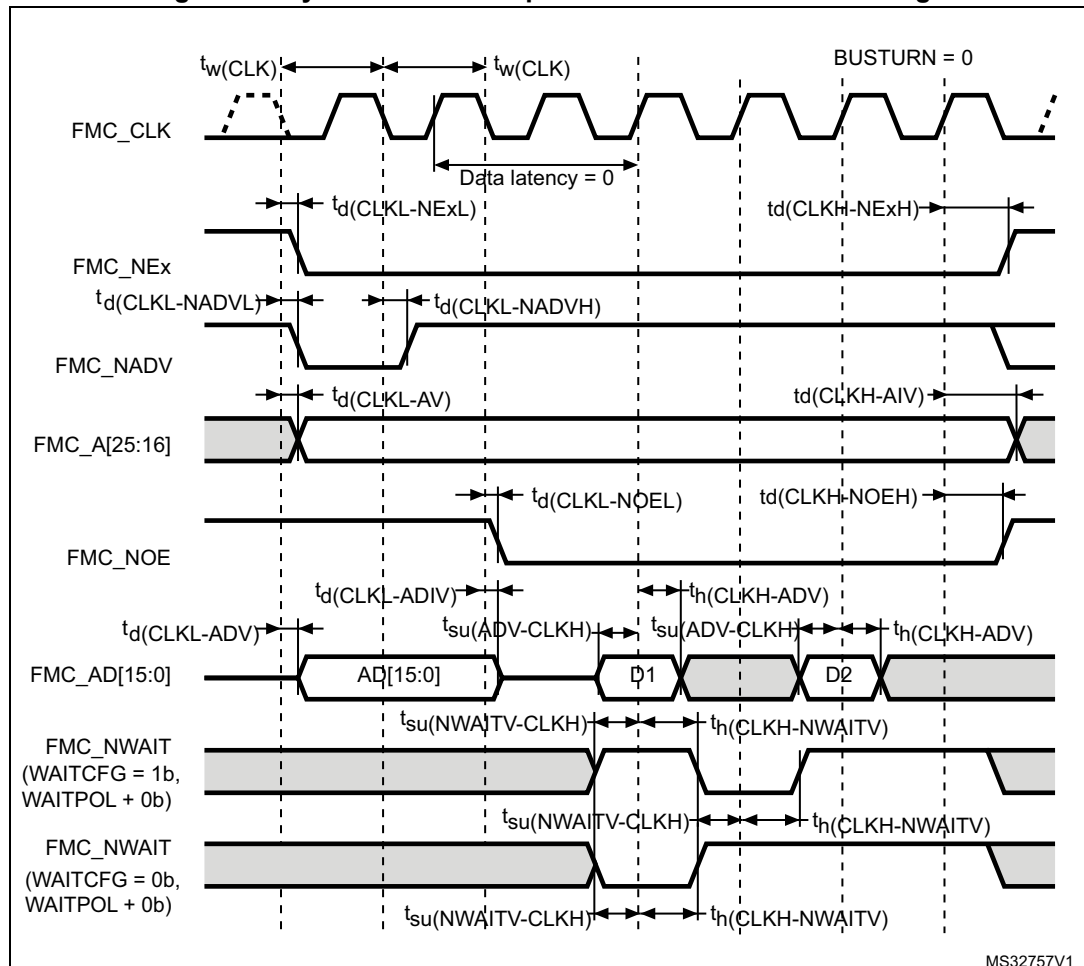 tw(CLK) tw(CLK) BUSTURN = 0
FMC_CLK
Data latency = 0
td(CLKL-NExL) td(CLKH-NExH)
FMC_NEx
td(CLKL-NADVL) td(CLKL-NADVH)
FMC_NADV
td(CLKL-AV) td(CLKH-AIV)
FMC_A[25:16]
td(CLKL-NOEL) td(CLKH-NOEH)
FMC_NOE
td(CLKL-ADIV) th(CLKH-ADV)
td(CLKL-ADV) tsu(ADV-CLKH) tsu(ADV-CLKH) th(CLKH-ADV)
FMC_AD[15:0] AD[15:0] D1 D2
tsu(NWAITV-CLKH) th(CLKH-NWAITV)
FMC_NWAIT
(WAITCFG = 1b,
WAITPOL + 0b)
tsu(NWAITV-CLKH) th(CLKH-NWAITV)
FMC_NWAIT
(WAITCFG = 0b,
WAITPOL + 0b)
tsu(NWAITV-CLKH) th(CLKH-NWAITV)
MS32757V1